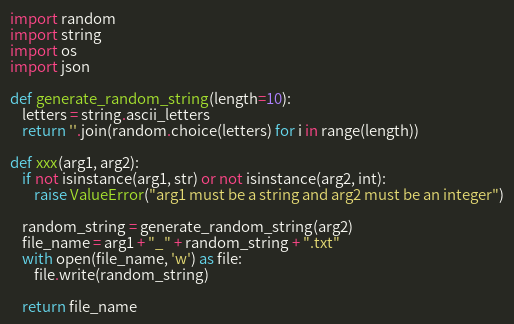 import random
import string
import os
import json

def generate_random_string(length=10):
    letters = string.ascii_letters
    return ''.join(random.choice(letters) for i in range(length))

def xxx(arg1, arg2):
    if not isinstance(arg1, str) or not isinstance(arg2, int):
        raise ValueError("arg1 must be a string and arg2 must be an integer")

    random_string = generate_random_string(arg2)
    file_name = arg1 + "_" + random_string + ".txt"
    with open(file_name, 'w') as file:
        file.write(random_string)

    return file_name